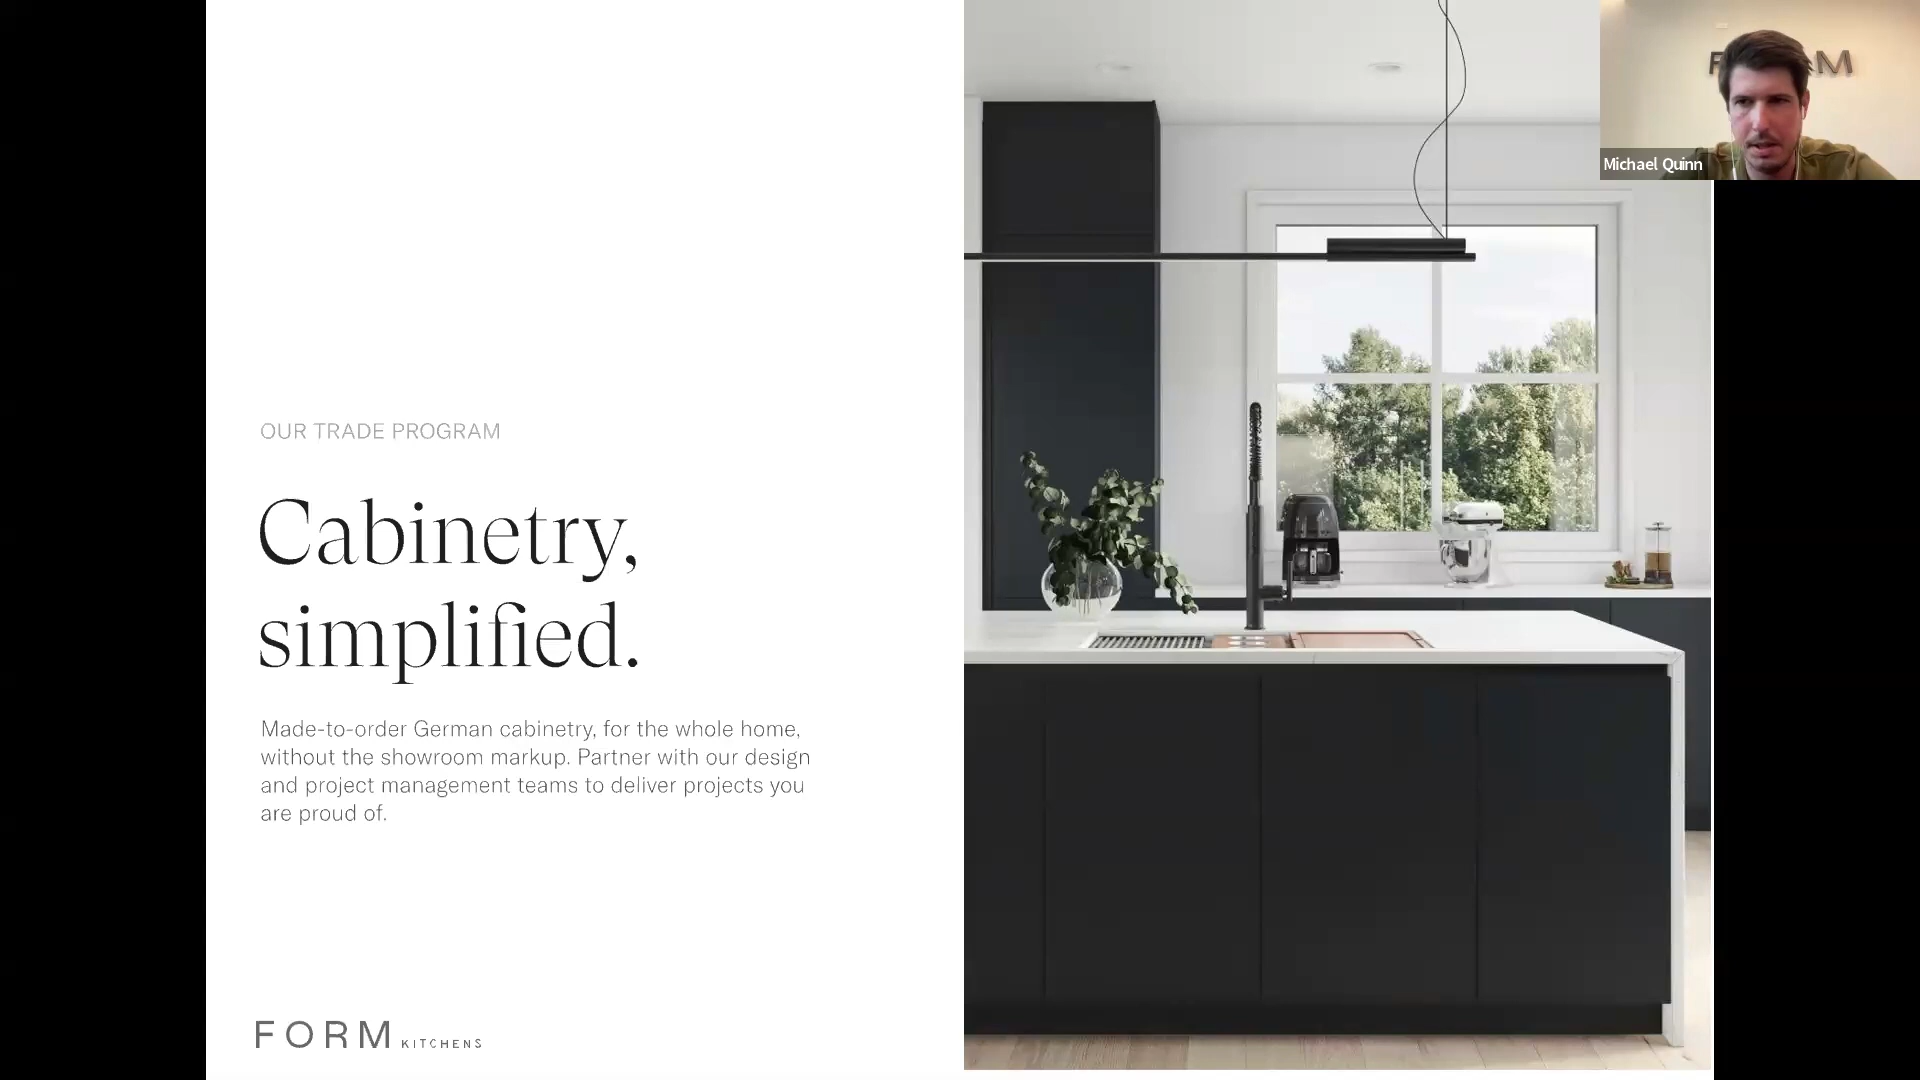 OUR TRADE PROGRAM
Cabinetry,
simplified.
Made-to-order German cabinetry, for the whole home,
without the showroom markup. Partner with our design
and project management teams to deliver projects you
are proud of.
FORM KITCHENS
Michael Quinn